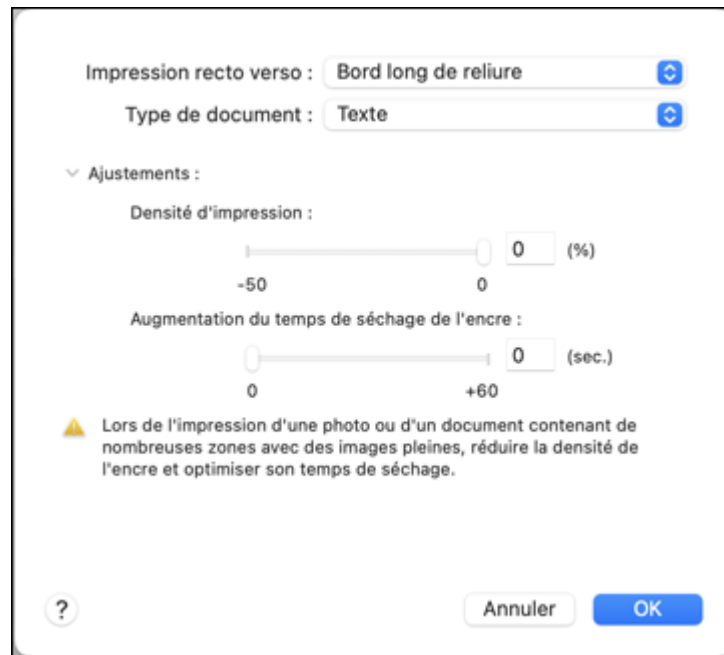 Impression recto verso : Bord long de reliure
Type de document : Texte
Ajustements :
Densité d'impression :
0 (%)
-50 0
Augmentation du temps de séchage de l'encre :
0 (sec.)
0 +60
Lors de l'impression d'une photo ou d'un document contenant de
nombreuses zones avec des images pleines, réduire la densité de
l'encre et optimiser son temps de séchage.
? Annuler OK